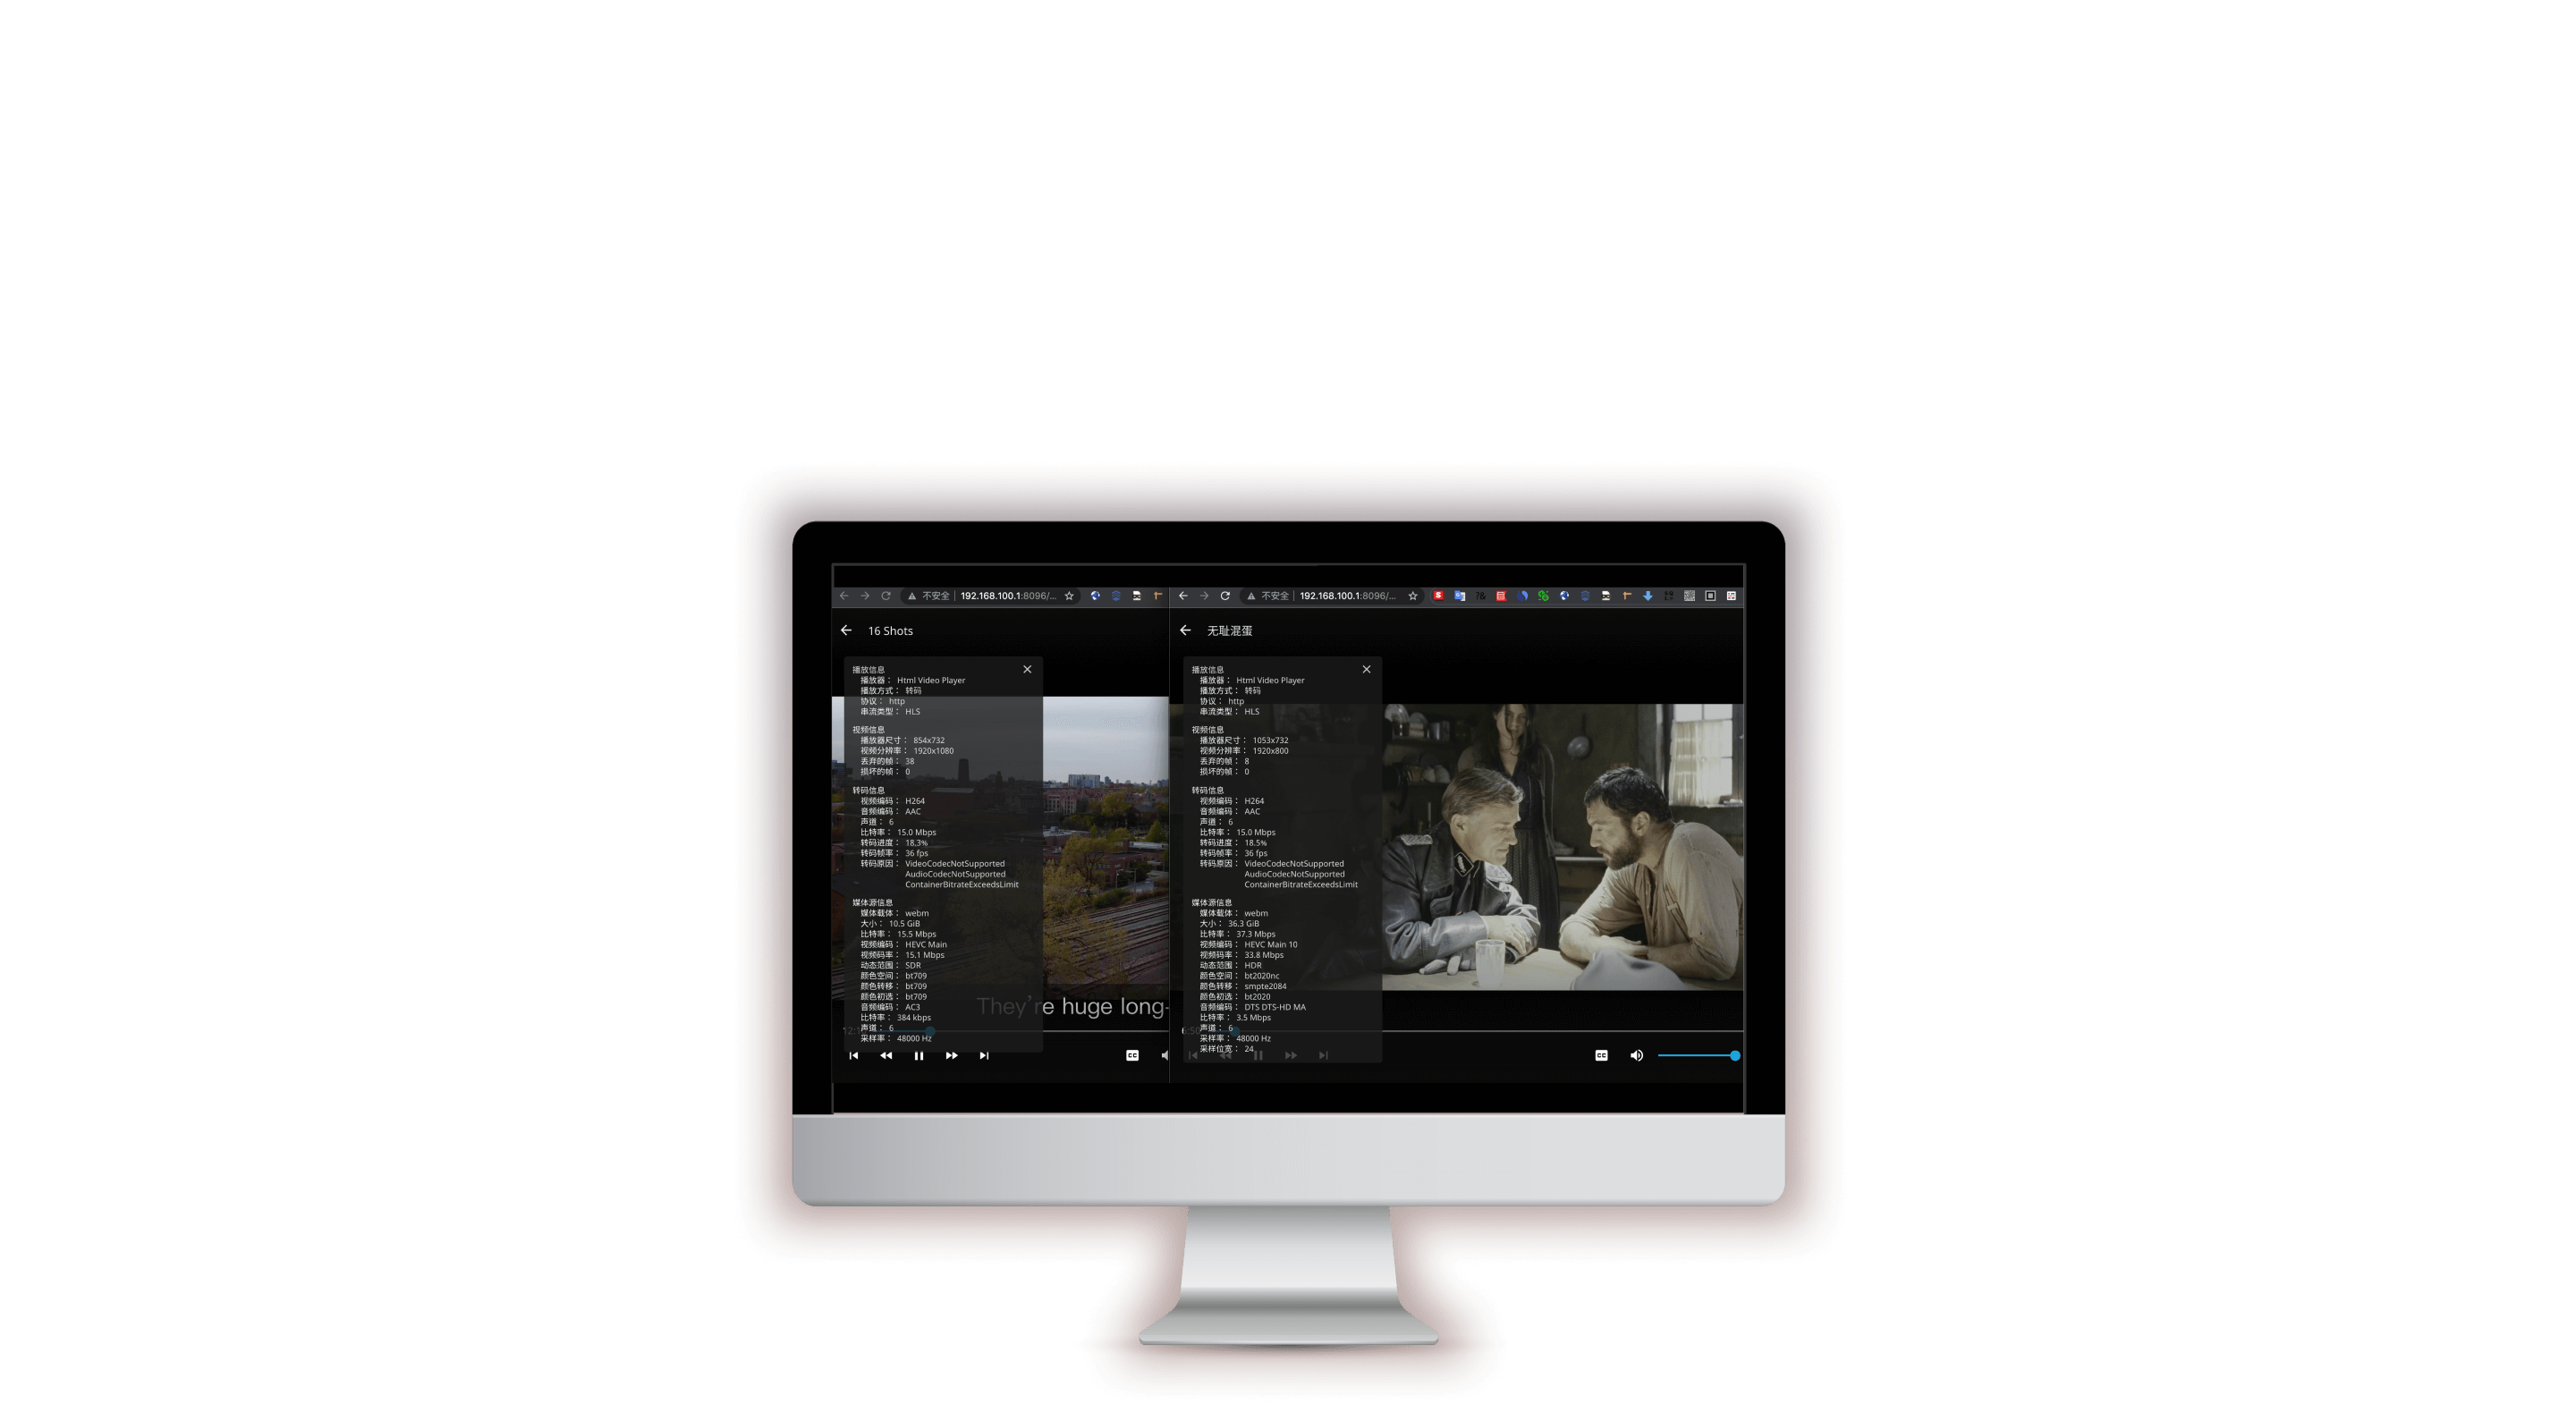 不安全 | 192.168.100.1:8096/...
16 Shots
播放信息
播放器： Html Video Player
播放方式： 转码
协议： http
串流类型： HLS
视频信息
播放器尺寸： 854x732
视频分辨率： 1920x1080
丢弃的帧： 38
损坏的帧： 0
转码信息
视频编码： H264
音频编码： AAC
声道： 6
比特率： 15.0 Mbps
转码进度： 18.3%
转码帧率： 36 fps
转码原因： VideoCodecNotSupported
AudioCodecNotSupported
ContainerBitrateExceedsLimit
媒体源信息
媒体载体： webm
大小： 10.5 GiB
比特率： 15.5 Mbps
视频编码： HEVC Main
视频码率： 15.1 Mbps
动态范围： SDR
颜色空间： bt709
颜色转移： bt709
颜色初选： bt709
音频编码： AC3
比特率： 384 kbps
声道： 6
采样率： 48000 Hz
They're huge long-
CC
不安全 | 192.168.100.1:8096/...
无耻混蛋
播放信息
播放器： Html Video Player
播放方式： 转码
协议： http
串流类型： HLS
视频信息
播放器尺寸： 1053x732
视频分辨率： 1920x800
丢弃的帧： 8
损坏的帧： 0
转码信息
视频编码： H264
音频编码： AAC
声道： 6
比特率： 15.0 Mbps
转码进度： 18.5%
转码帧率： 36 fps
转码原因： VideoCodecNotSupported
AudioCodecNotSupported
ContainerBitrateExceedsLimit
媒体源信息
媒体载体： webm
大小： 36.3 GiB
比特率： 37.3 Mbps
视频编码： HEVC Main 10
视频码率： 33.8 Mbps
动态范围： HDR
颜色空间： bt2020nc
颜色转移： smpte2084
颜色初选： bt2020
音频编码： DTS DTS-HD MA
比特率： 3.5 Mbps
声道： 6
采样率： 48000 Hz
采样位宽： 24
CC